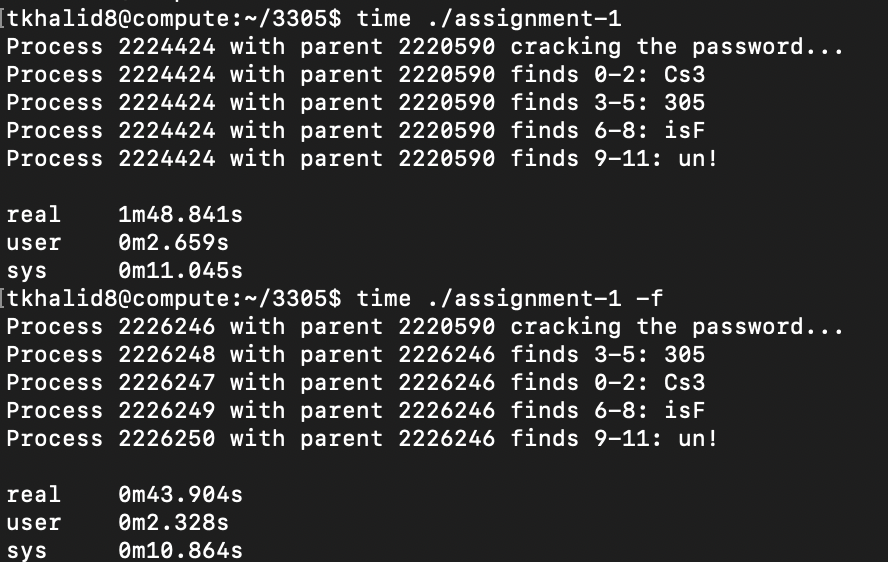 [tkhalid8@compute:~/3305$ time ./assignment-1
Process 2224424 with parent 2220590 cracking the password...
Process 2224424 with parent 2220590 finds 0-2: Cs3
Process 2224424 with parent 2220590 finds 3-5: 305
Process 2224424 with parent 2220590 finds 6-8: isF
Process 2224424 with parent 2220590 finds 9-11: un!
real 1m48.841s
user 0m2.659s
sys 0m11.045s
[tkhalid8@compute:~/3305$ time ./assignment-1 -f
Process 2226246 with parent 2220590 cracking the password...
Process 2226248 with parent 2226246 finds 3-5: 305
Process 2226247 with parent 2226246 finds 0-2: Cs3
Process 2226249 with parent 2226246 finds 6-8: isF
Process 2226250 with parent 2226246 finds 9-11: un!
real 0m43.904s
user 0m2.328s
sys 0m10.864s